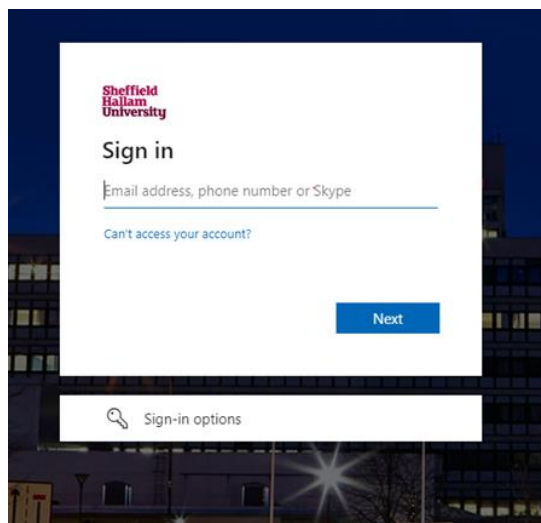 Sheffield
Hallam
University
Sign in
Email address, phone number or Skype
Can't access your account?
Next
Sign-in options